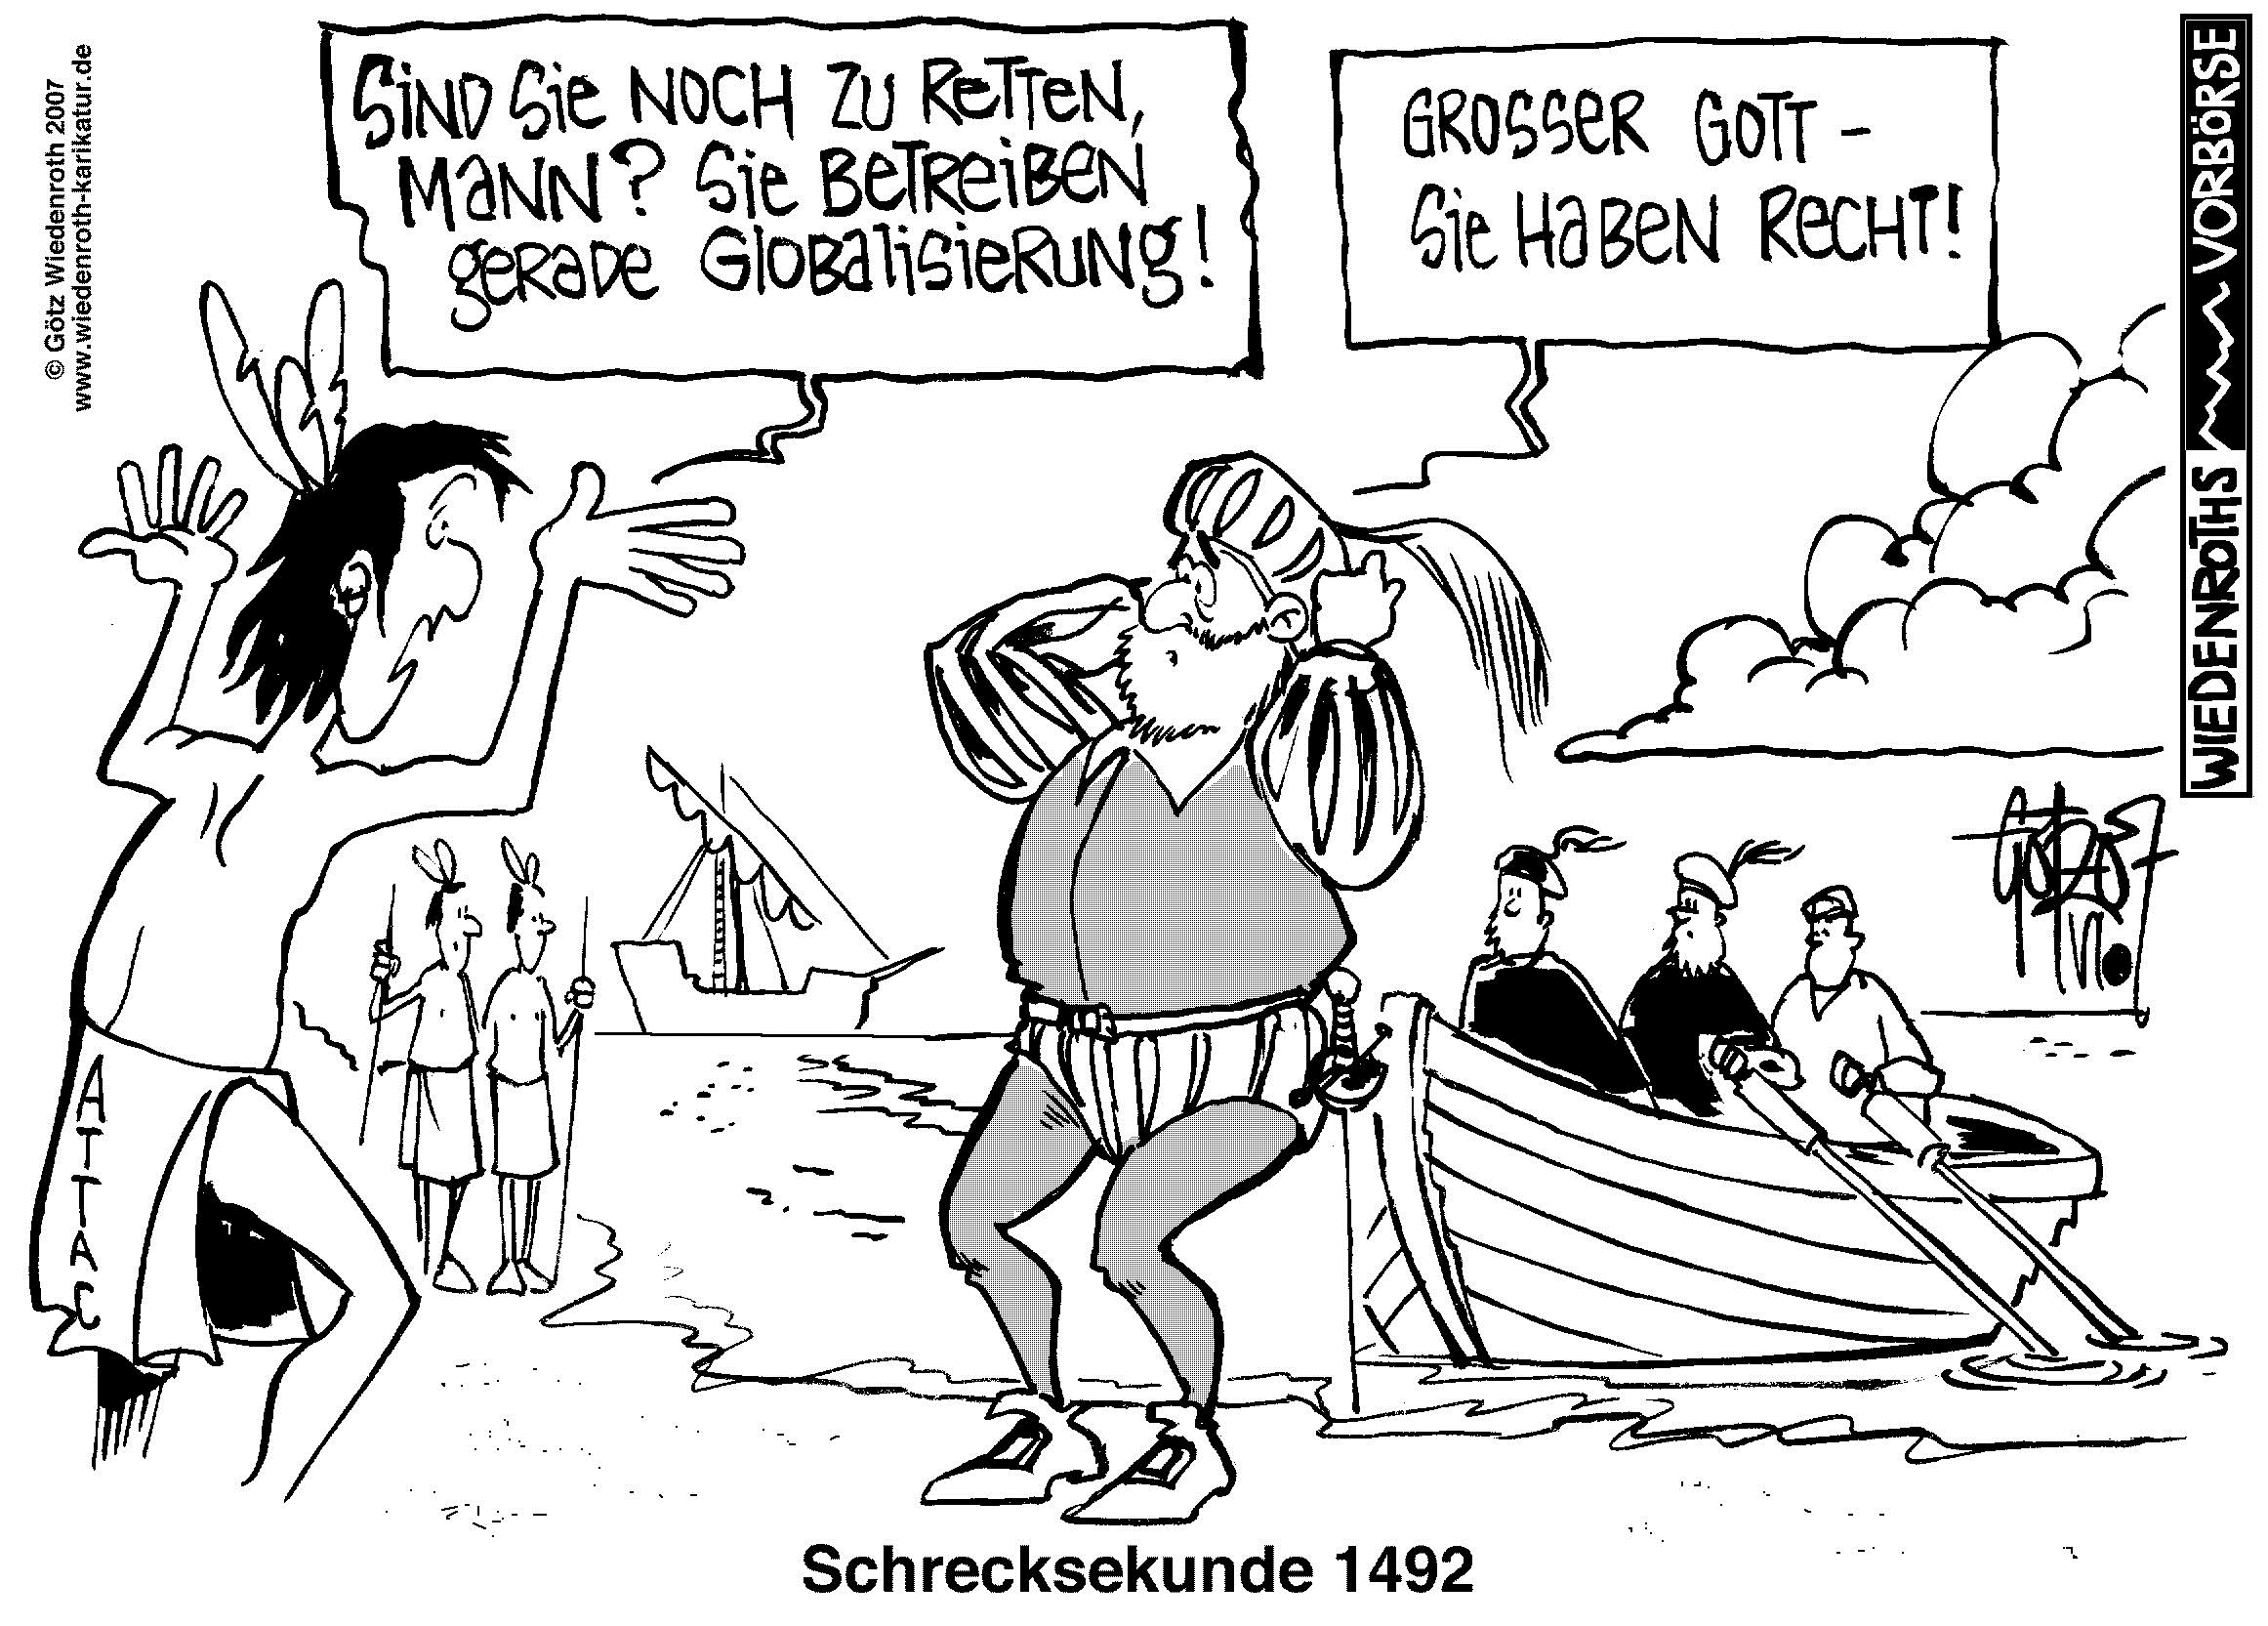 © Götz Wiedenroth 2007
www.wiedenroth-karikatur.de
SiND Sie NOCH ZU ReTTeN,
MaNN? Sie BeTReiBeN
geRaDe GlOBalisieRUNg!
GROSSeR GOTT –
Sie HaBeN ReCHT!
WIEDENROTHS VORBÖRSE
ATTAC
Schrecksekunde 1492